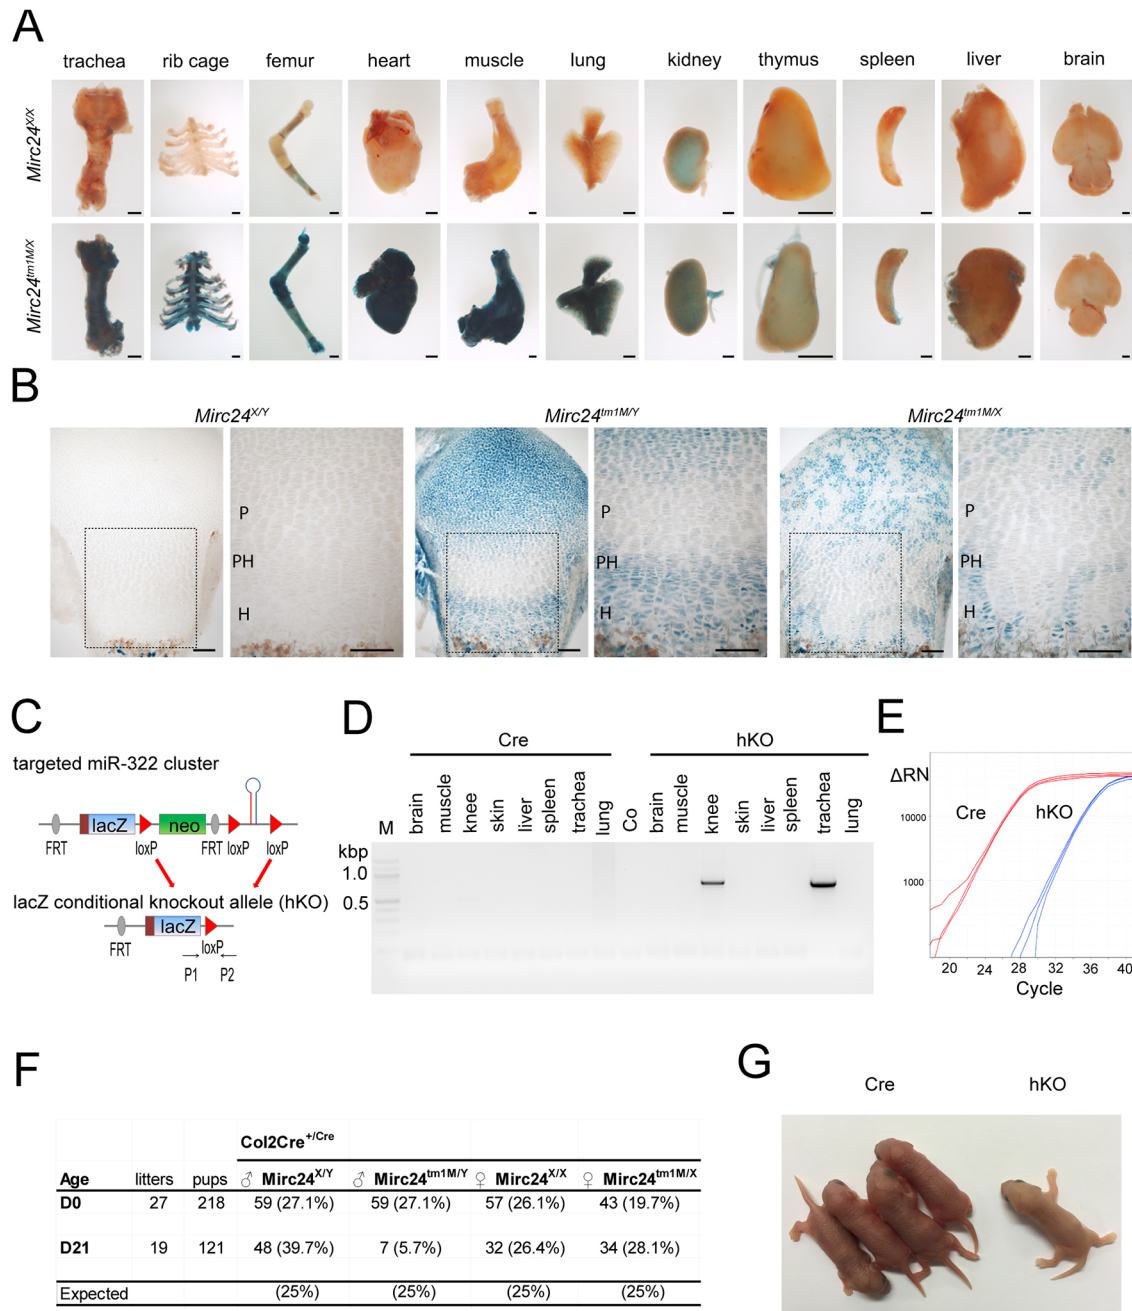 A
trachea rib cage femur heart muscle lung kidney thymus spleen liver brain
Mirc24X/X
Mirc24tm1M/X
B
Mirc24X/Y Mirc24tm1M/Y Mirc24tm1M/X
P P P
PH PH PH
H H H
C
targeted miR-322 cluster
lacZ neo
FRT loxP FRT loxP loxP
lacZ conditional knockout allele (hKO)
lacZ
FRT loxP
P1 P2
D
Cre hKO
M brain muscle knee skin liver spleen trachea lung Co brain muscle knee skin liver spleen trachea lung
kbp
1.0
0.5
E
ΔRN
Cre hKO
10000
1000
20 24 28 32 36 40
Cycle
F
Col2Cre+/Cre
Age litters pups ♂ Mirc24X/Y ♂ Mirc24tm1M/Y ♀ Mirc24X/X ♀ Mirc24tm1M/X
D0 27 218 59 (27.1%) 59 (27.1%) 57 (26.1%) 43 (19.7%)
D21 19 121 48 (39.7%) 7 (5.7%) 32 (26.4%) 34 (28.1%)
Expected (25%) (25%) (25%) (25%)
G
Cre hKO